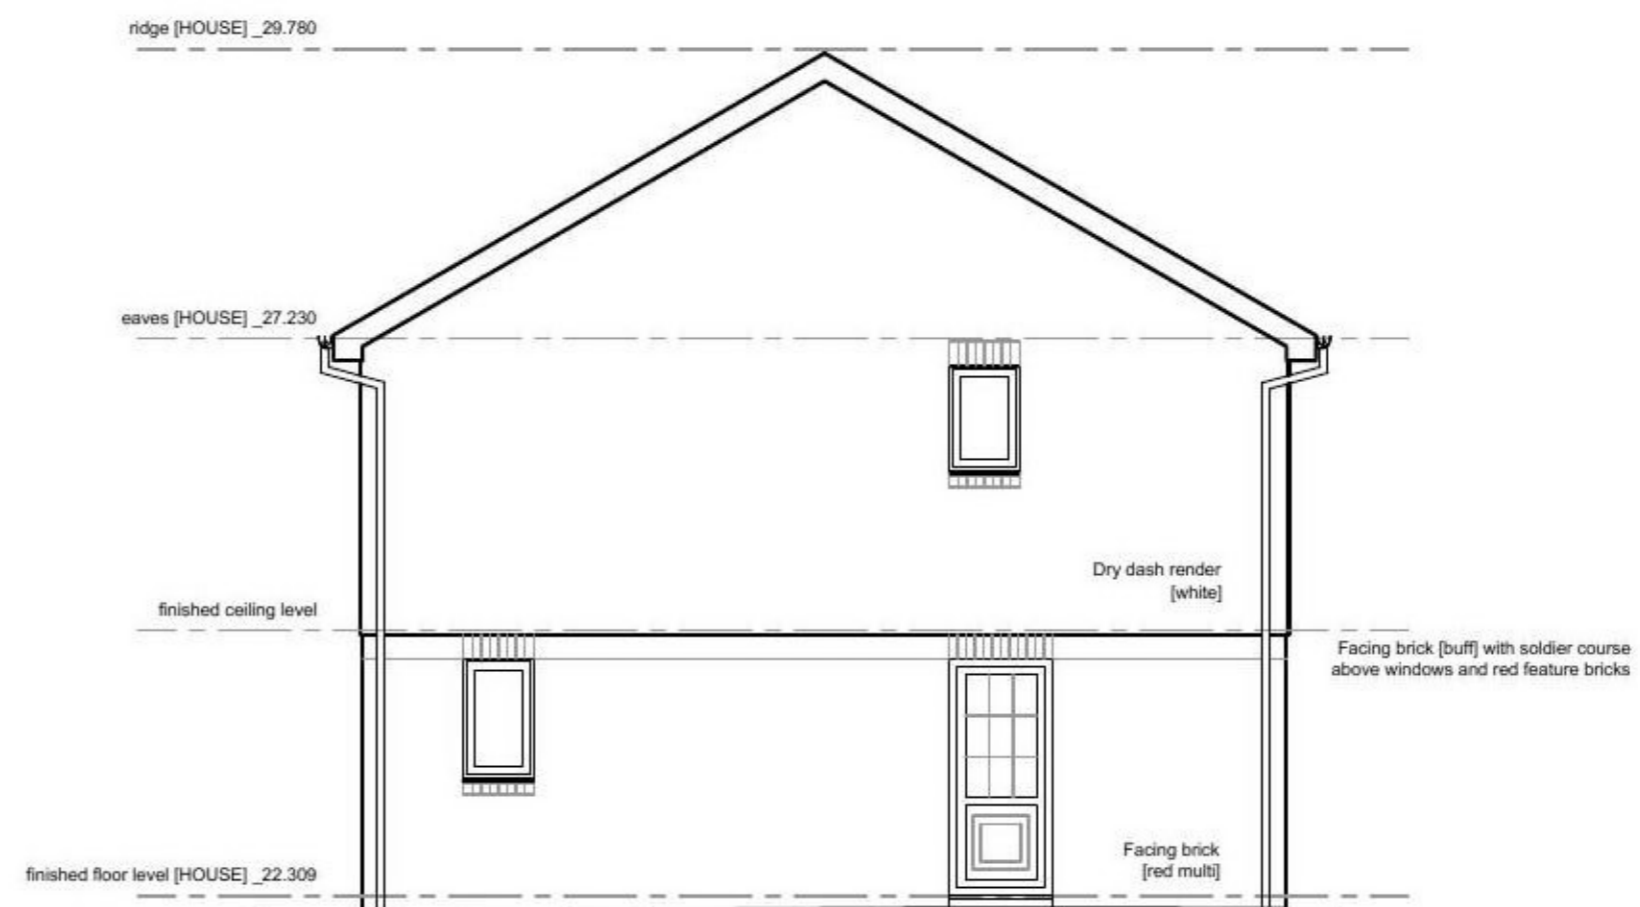 ridge [HOUSE] _29.780
eaves [HOUSE] _27.230
Dry dash render
[white]
finished ceiling level
Facing brick [buff] with soldier course
above windows and red feature bricks
Facing brick
[red multi]
finished floor level [HOUSE] _22.309